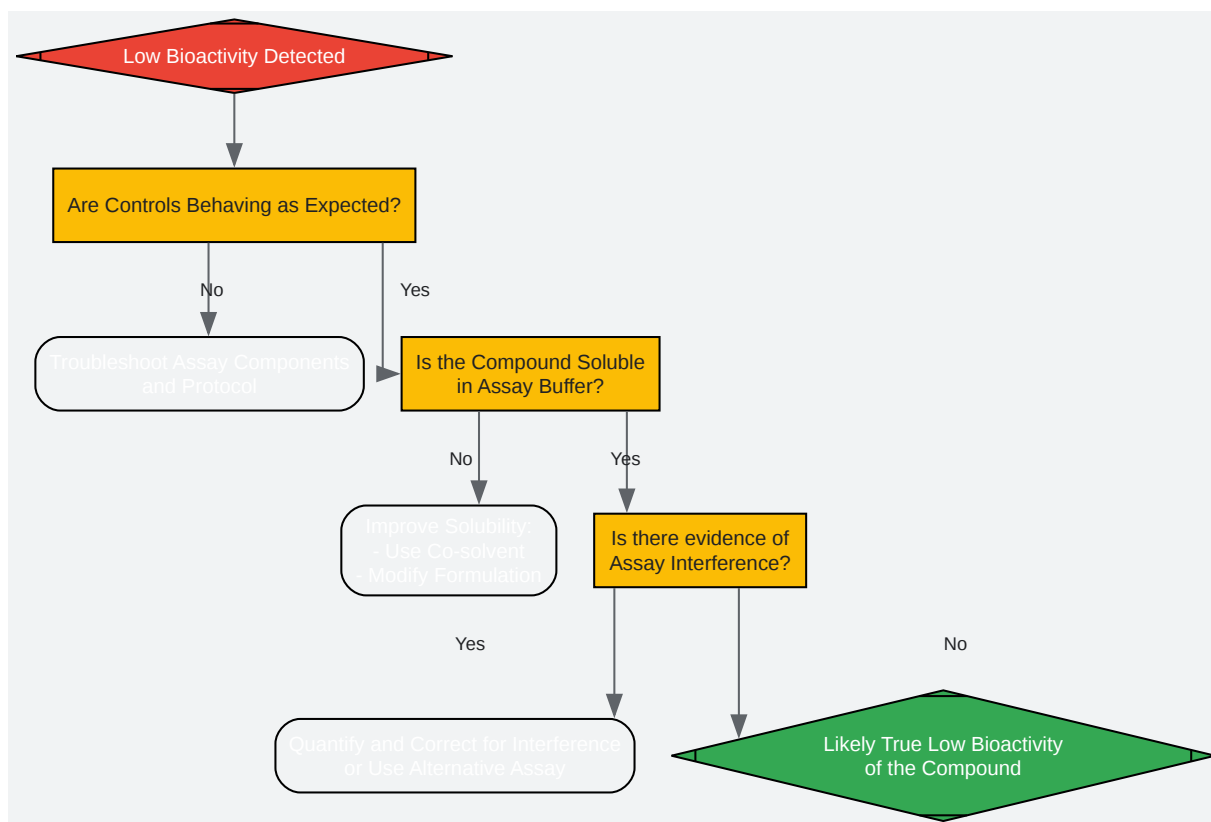 Low Bioactivity Detected
Are Controls Behaving as Expected?
No
Yes
Troubleshoot Assay Components
and Protocol
Is the Compound Soluble
in Assay Buffer?
No
Yes
Improve Solubility:
- Use Co-solvent
- Modify Formulation
Is there evidence of
Assay Interference?
Yes
No
Quantify and Correct for Interference
or Use Alternative Assay
Likely True Low Bioactivity
of the Compound